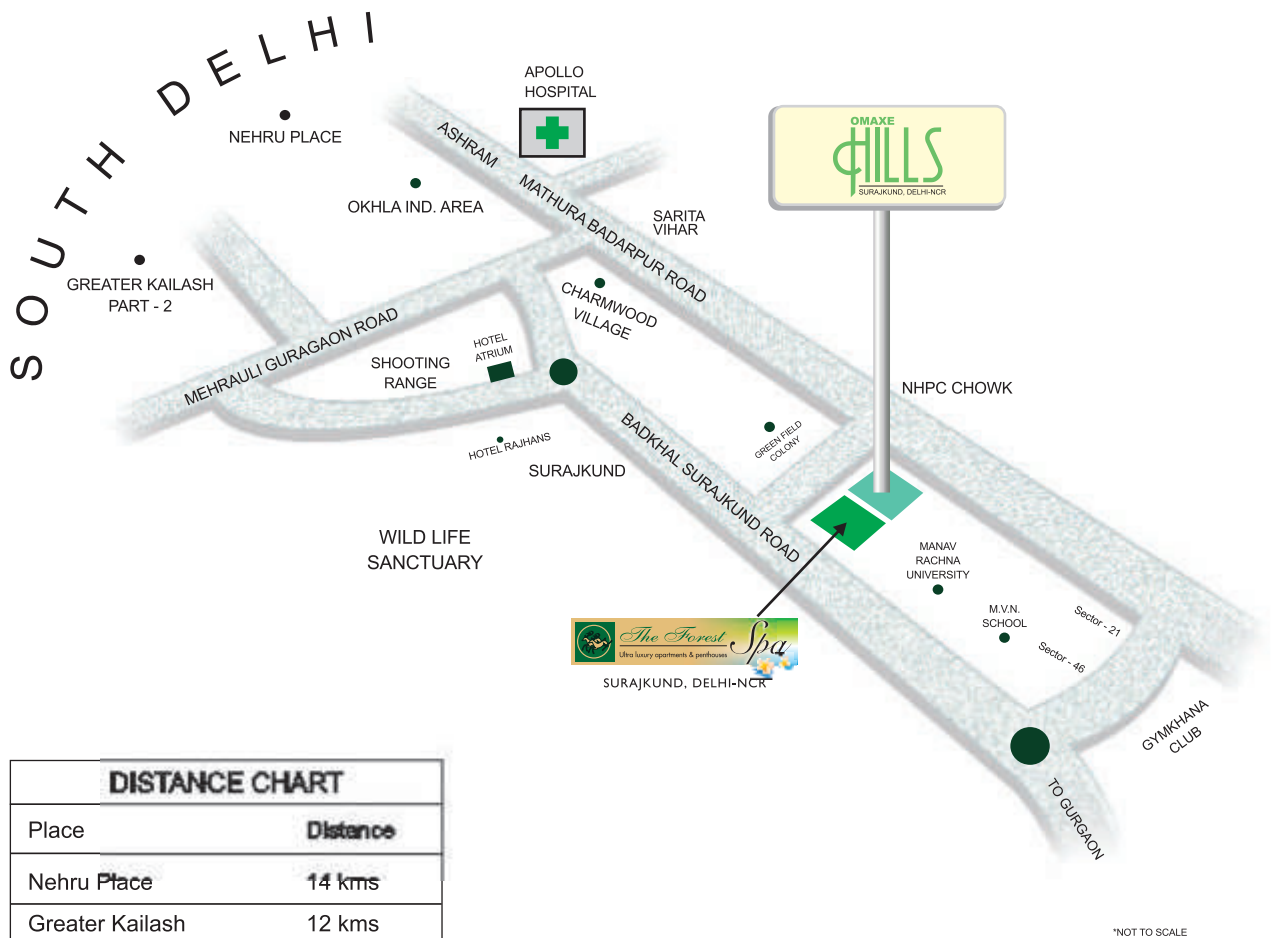 SOUTH DELHI
NEHRU PLACE
OKHLA IND. AREA
GREATER KAILASH
PART - 2
APOLLO
HOSPITAL
ASHRAM
MATHURA BADARPUR ROAD
SARITA
VIHAR
OMAXE
HILLS
SURAJKUND, DELHI-NCR
MEHRAULI GURAGAON ROAD
CHARMWOOD
VILLAGE
HOTEL
ATRIUM
SHOOTING
RANGE
NHPC CHOWK
HOTEL RAJHANS
SURAJKUND
BADKHAL SURAJKUND ROAD
GREEN FIELD
COLONY
WILD LIFE
SANCTUARY
MANAV
RACHNA
UNIVERSITY
M.V.N.
SCHOOL
Sector - 21
Sector - 46
The Forest Spa
Ultra luxury apartments & penthouses
SURAJKUND, DELHI-NCR
GYMKHANA
CLUB
TO GURGAON
DISTANCE CHART
Place Distance
Nehru Place 14 kms
Greater Kailash 12 kms
*NOT TO SCALE